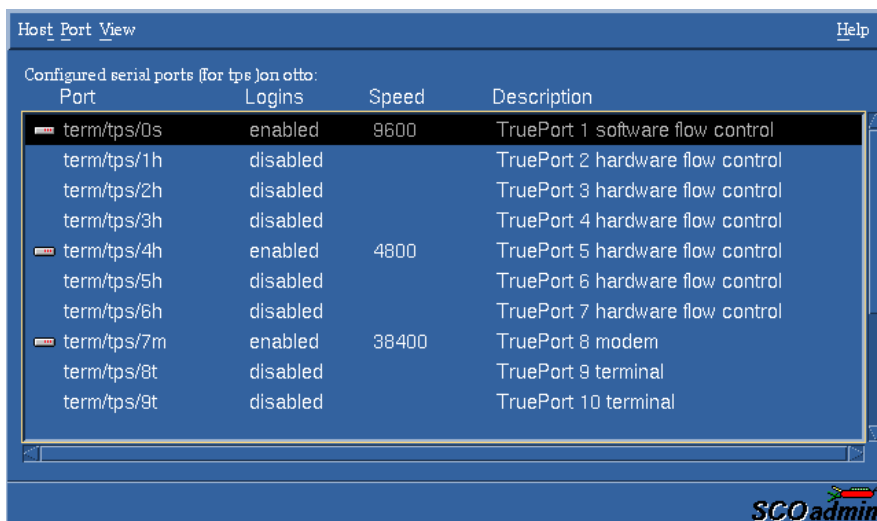 Host Port View Help
Configured serial ports (for tps )on otto:
Port Logins Speed Description
term/tps/0s enabled 9600 TruePort 1 software flow control
term/tps/1h disabled TruePort 2 hardware flow control
term/tps/2h disabled TruePort 3 hardware flow control
term/tps/3h disabled TruePort 4 hardware flow control
term/tps/4h enabled 4800 TruePort 5 hardware flow control
term/tps/5h disabled TruePort 6 hardware flow control
term/tps/6h disabled TruePort 7 hardware flow control
term/tps/7m enabled 38400 TruePort 8 modem
term/tps/8t disabled TruePort 9 terminal
term/tps/9t disabled TruePort 10 terminal
SCOadmin